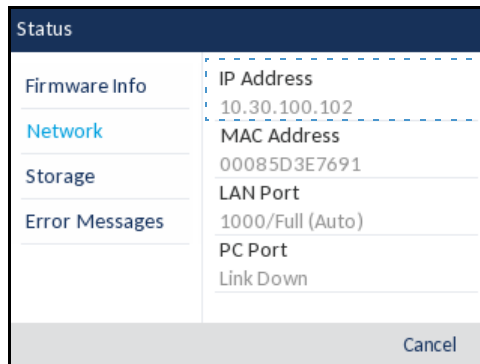 Status
Firmware Info
Network
Storage
Error Messages
IP Address
10.30.100.102
MAC Address
00085D3E7691
LAN Port
1000/Full (Auto)
PC Port
Link Down
Cancel